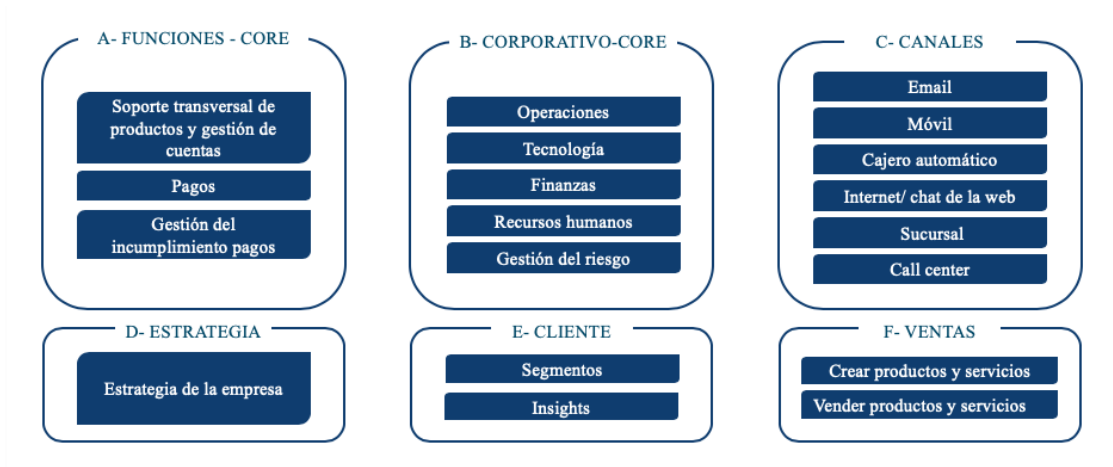 A- FUNCIONES - CORE
Soporte transversal de
productos y gestión de
cuentas
Pagos
Gestión del
incumplimiento pagos
B- CORPORATIVO-CORE
Operaciones
Tecnología
Finanzas
Recursos humanos
Gestión del riesgo
C- CANALES
Email
Móvil
Cajero automático
Internet/ chat de la web
Sucursal
Call center
D- ESTRATEGIA
Estrategia de la empresa
E- CLIENTE
Segmentos
Insights
F- VENTAS
Crear productos y servicios
Vender productos y servicios